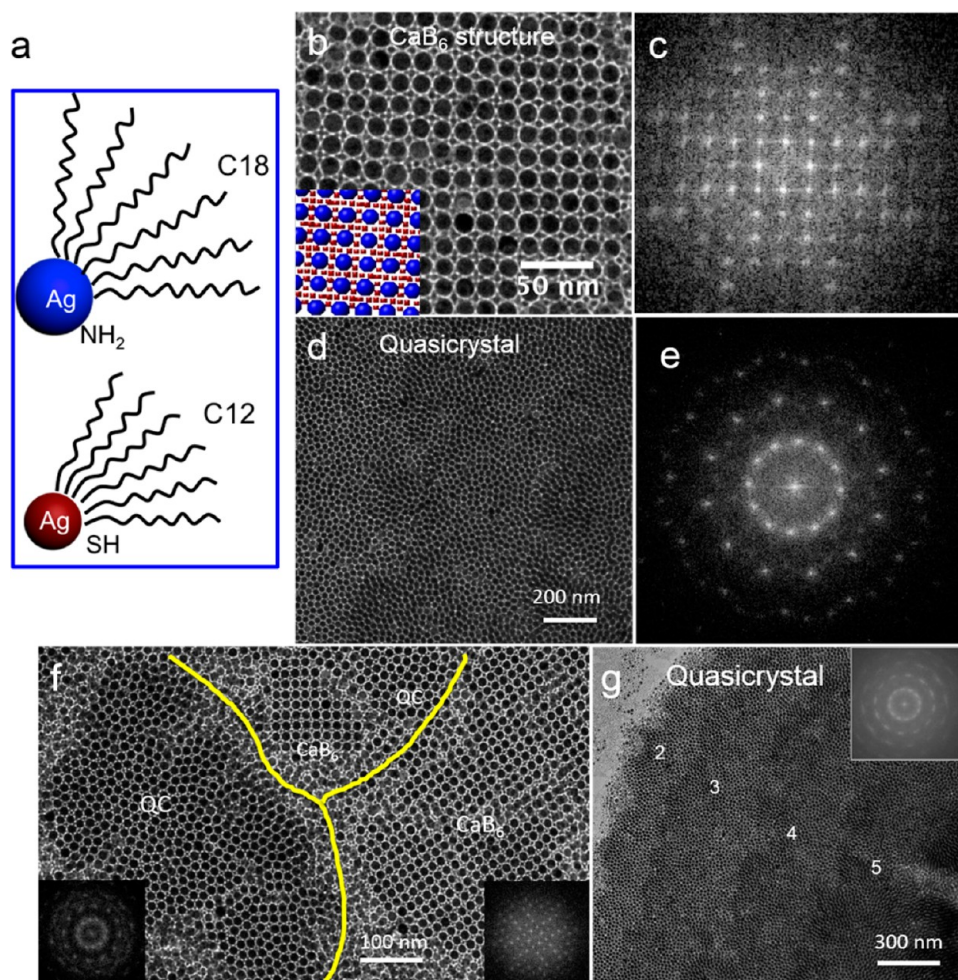 a
C18
Ag
NH₂
C12
Ag
SH
b
CaB₆ structure
50 nm
c
d
Quasicrystal
200 nm
e
f
QC
CaB₆
QC
CaB₆
100 nm
g
Quasicrystal
2
3
4
5
300 nm